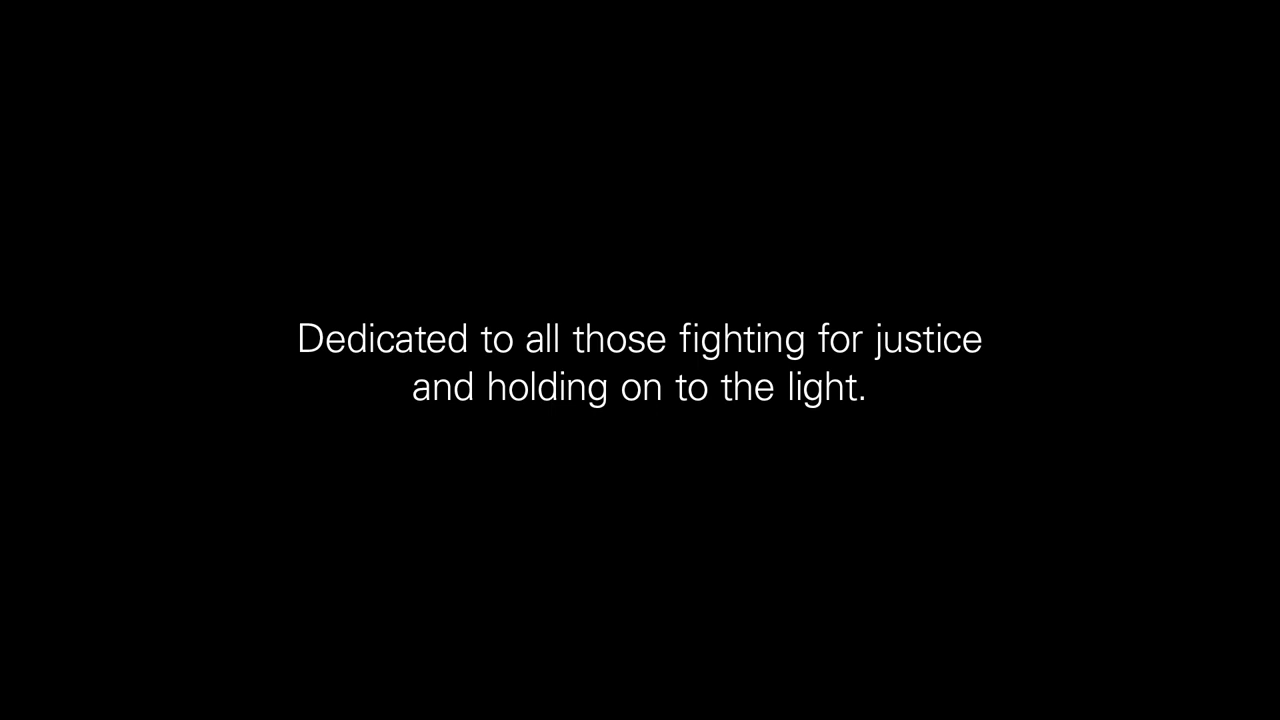 Dedicated to all those fighting for justice
and holding on to the light.